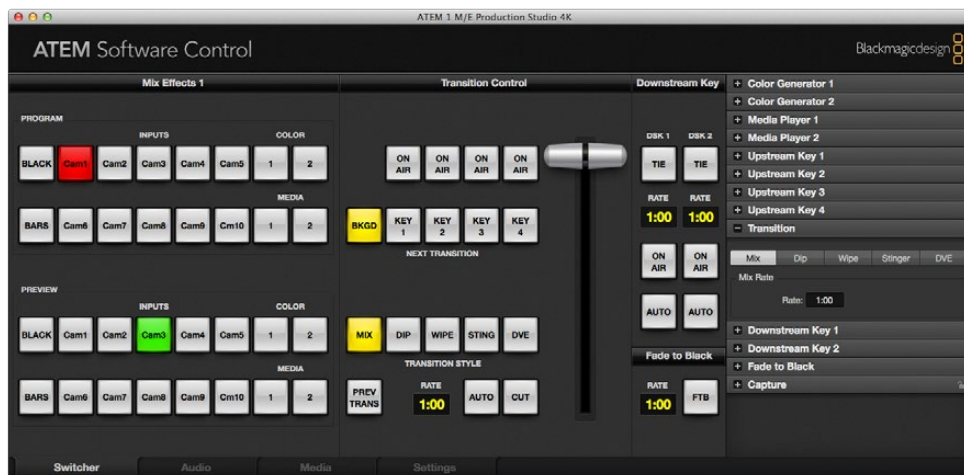 ATEM 1 M/E Production Studio 4K
ATEM Software Control
Blackmagicdesign
Mix Effects 1
Transition Control
Downstream Key
PROGRAM
INPUTS
COLOR
BLACK Cam1 Cam2 Cam3 Cam4 Cam5 1 2
MEDIA
BARS Cam6 Cam7 Cam8 Cam9 Cm10 1 2
PREVIEW
INPUTS
COLOR
BLACK Cam1 Cam2 Cam3 Cam4 Cam5 1 2
MEDIA
BARS Cam6 Cam7 Cam8 Cam9 Cm10 1 2
ON AIR ON AIR ON AIR ON AIR
BKGD KEY 1 KEY 2 KEY 3 KEY 4
NEXT TRANSITION
MIX DIP WIPE STING DVE
TRANSITION STYLE
PREV TRANS
RATE
1:00
AUTO CUT
DSK 1 DSK 2
TIE TIE
RATE RATE
1:00 1:00
ON AIR ON AIR
AUTO AUTO
Fade to Black
RATE
1:00
FTB
Color Generator 1
Color Generator 2
Media Player 1
Media Player 2
Upstream Key 1
Upstream Key 2
Upstream Key 3
Upstream Key 4
Transition
Mix Dip Wipe Stinger DVE
Mix Rate
Rate: 1:00
Downstream Key 1
Downstream Key 2
Fade to Black
Capture
Switcher Audio Media Settings